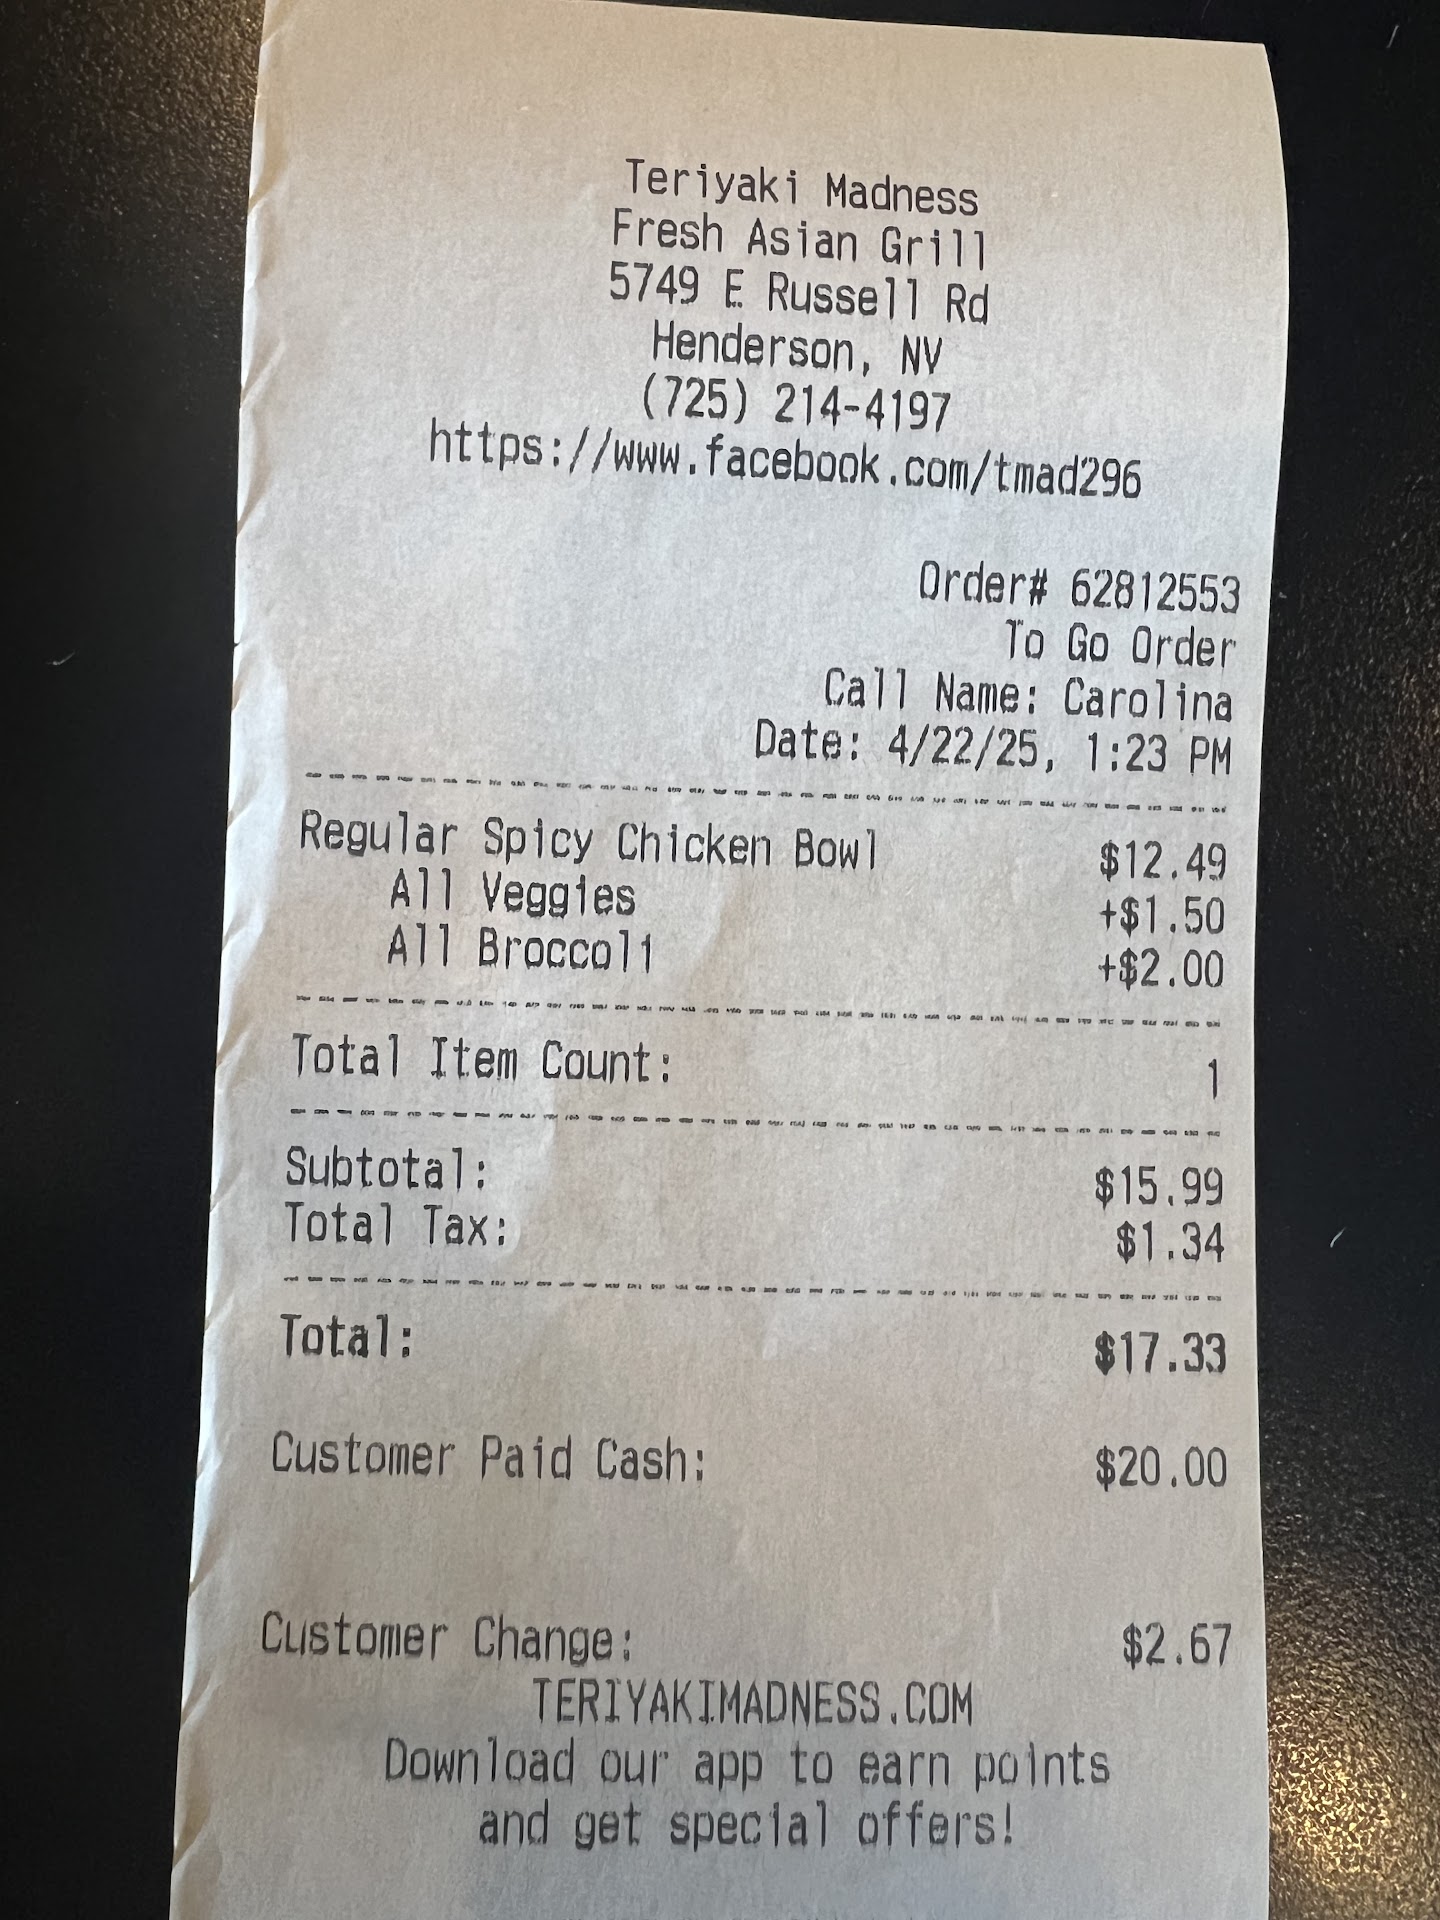 Teriyaki Madness
Fresh Asian Grill
5749 E Russell Rd
Henderson, NV
(725) 214-4197
https://www.facebook.com/tmad296
Order# 62812553
To Go Order
Call Name: Carolina
Date: 4/22/25, 1:23 PM
Regular Spicy Chicken Bowl $12.49
All Veggies +$1.50
All Broccoli +$2.00
Total Item Count: 1
Subtotal: $15.99
Total Tax: $1.34
Total: $17.33
Customer Paid Cash: $20.00
Customer Change: $2.67
TERIYAKIMADNESS.COM
Download our app to earn points
and get special offers!